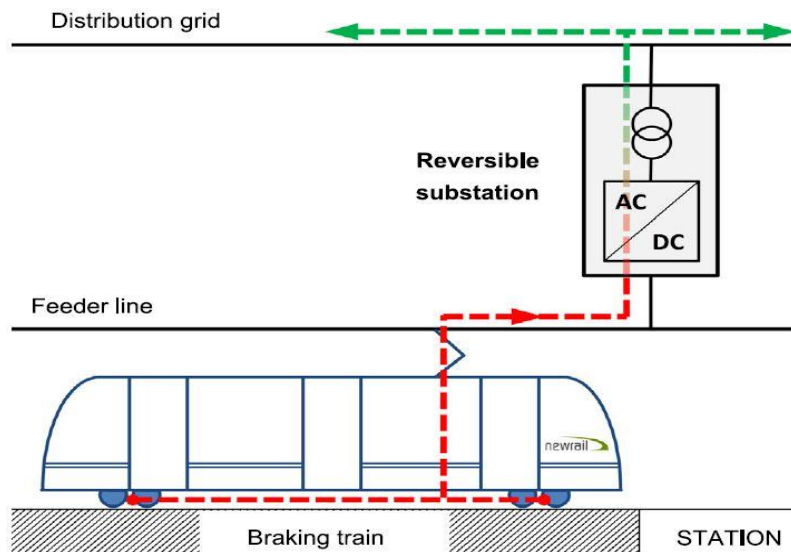 Distribution grid
Reversible
substation
AC
DC
Feeder line
newrail
Braking train
STATION